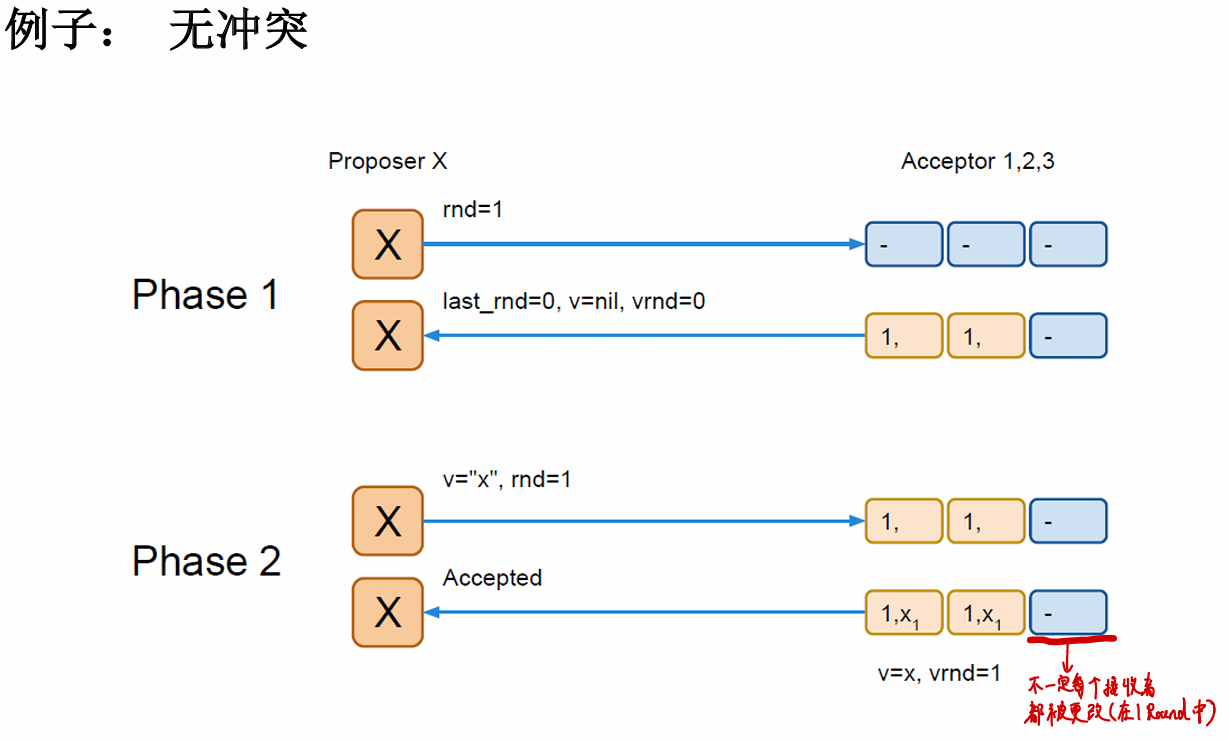 例子： 无冲突
Proposer X
Acceptor 1,2,3
rnd=1
X
- - -
Phase 1
last_rnd=0, v=nil, vrnd=0
X
1, 1, -
v="x", rnd=1
X
1, 1, -
Phase 2
Accepted
X
1,x1 1,x1 -
v=x, vrnd=1
不一定每个接收者
都被更改(在1Round中)